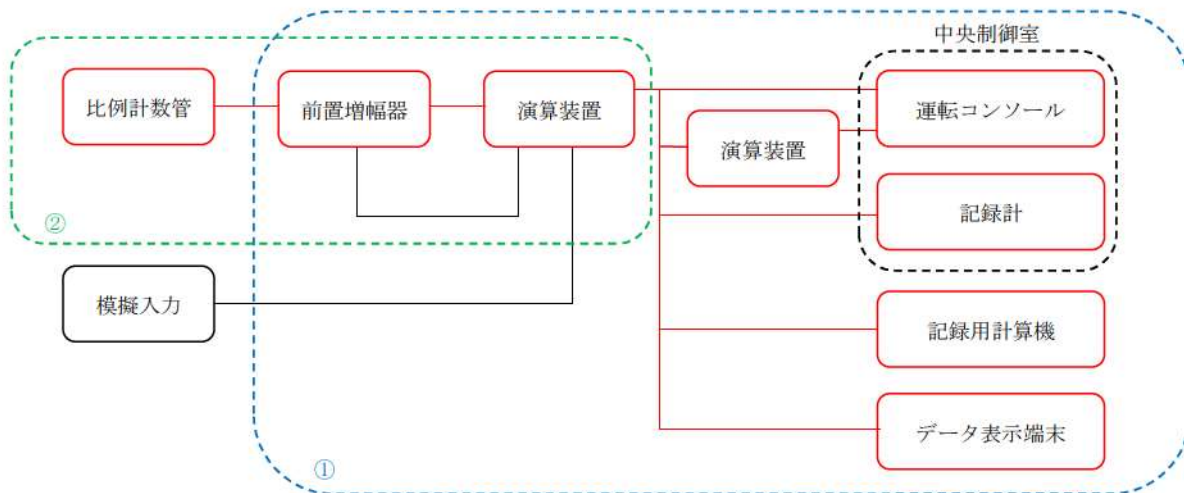 中央制御室
比例計数管
前置増幅器
演算装置
運転コンソール
演算装置
記録計
②
模擬入力
記録用計算機
データ表示端末
①